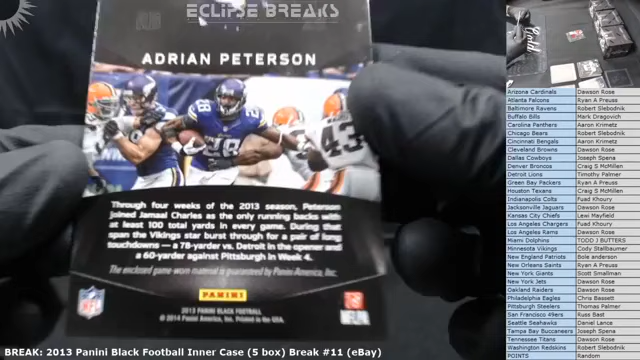 ECLIPSE BREAKS
ADRIAN PETERSON
28
28
43
Through four weeks of the 2013 season, Peterson
joined Jamaal Charles as the only running backs with
at least 100 total yards in every game. During that
span the Vikings star burst through for a pair of long
touchdowns — a 78-yarder vs. Detroit in the opener and
a 60-yarder against Pittsburgh in Week 4.
The enclosed game-worn material is guaranteed by Panini America, Inc.
PANINI
2013 PANINI BLACK FOOTBALL
© 2014 Panini America, Inc. Printed in the USA.
NFL
NFLPA
Arizona Cardinals Dawson Rose
Atlanta Falcons Ryan A Preuss
Baltimore Ravens Robert Slebodnik
Buffalo Bills Mark Dragovich
Carolina Panthers Aaron Krimetz
Chicago Bears Robert Slebodnik
Cincinnati Bengals Aaron Krimetz
Cleveland Browns Dawson Rose
Dallas Cowboys Joseph Spena
Denver Broncos Craig S McMillen
Detroit Lions Timothy Palmer
Green Bay Packers Ryan A Preuss
Houston Texans Craig S McMillen
Indianapolis Colts Fuad Khoury
Jacksonville Jaguars Dawson Rose
Kansas City Chiefs Lewi Mayfield
Los Angeles Chargers Fuad Khoury
Los Angeles Rams Dawson Rose
Miami Dolphins TODD J BUTTERS
Minnesota Vikings Cody Stallbaumer
New England Patriots Bole anderson
New Orleans Saints Ryan A Preuss
New York Giants Scott Smallman
New York Jets Dawson Rose
Oakland Raiders Dawson Rose
Philadelphia Eagles Chris Bassett
Pittsburgh Steelers Thomas Palmer
San Francisco 49ers Russ Bast
Seattle Seahawks Daniel Lance
Tampa Bay Buccaneers Joseph Spena
Tennessee Titans Dawson Rose
Washington Redskins Robert Slebodnik
POINTS Random
BREAK: 2013 Panini Black Football Inner Case (5 box) Break #11 (eBay)